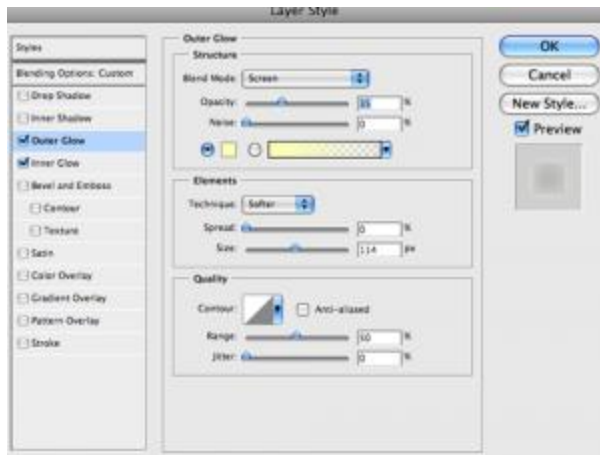 Layer Style
Styles
Blending Options: Custom
Drop Shadow
Inner Shadow
Outer Glow
Inner Glow
Bevel and Emboss
Contour
Texture
Satin
Color Overlay
Gradient Overlay
Pattern Overlay
Stroke
Outer Glow
Structure
Blend Mode: Screen
Opacity: 35 %
Noise: 0 %
Elements
Technique: Softer
Spread: 0 %
Size: 114 px
Quality
Contour: Anti-aliased
Range: 50 %
Jitter: 0 %
OK
Cancel
New Style...
Preview